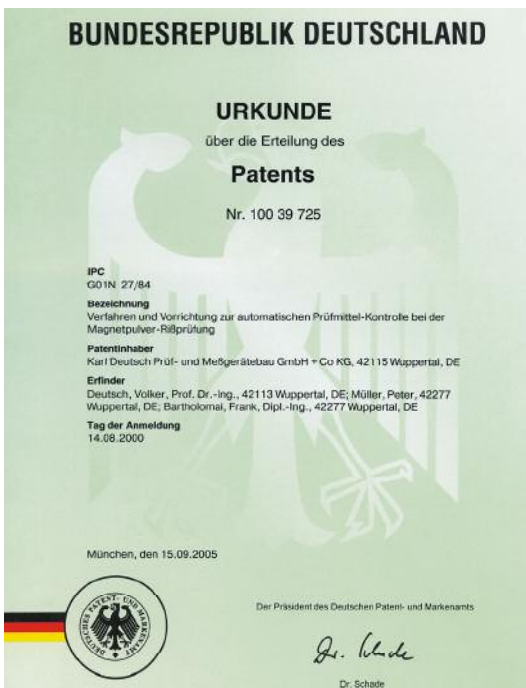 BUNDESREPUBLIK DEUTSCHLAND
URKUNDE
über die Erteilung des
Patents
Nr. 100 39 725
IPC
G01N 27/84
Bezeichnung
Verfahren und Vorrichtung zur automatischen Prüfmittel-Kontrolle bei der
Magnetpulver-Rißprüfung
Patentinhaber
Karl Deutsch Prüf- und Meßgerätebau GmbH + Co KG, 42115 Wuppertal, DE
Erfinder
Deutsch, Volker, Prof. Dr.-Ing., 42113 Wuppertal, DE; Müller, Peter, 42277
Wuppertal, DE; Bartholomai, Frank, Dipl.-Ing., 42277 Wuppertal, DE
Tag der Anmeldung
14.08.2000
München, den 15.09.2005
DEUTSCHES PATENT- UND MARKENAMT
Der Präsident des Deutschen Patent- und Markenamts
Dr. Schade
Dr. Schade